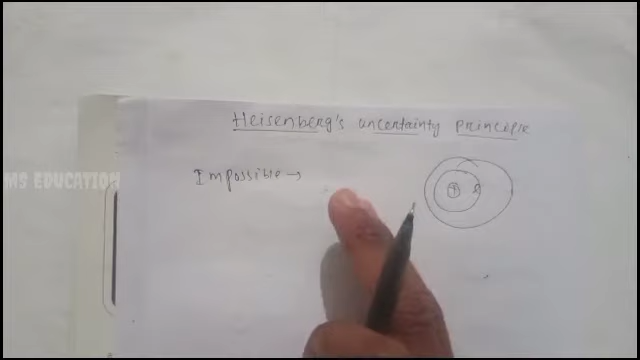 Heisenberg's uncertainty principle
Impossible →
MS EDUCATION